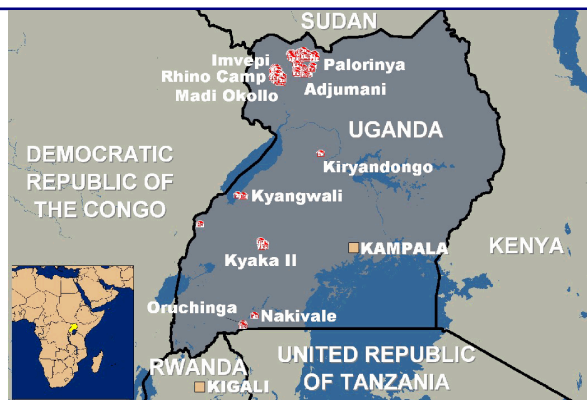 SUDAN
Imvepi
Palorinya
Rhino Camp
Adjumani
Madi Okollo
UGANDA
DEMOCRATIC
REPUBLIC OF
THE CONGO
Kiryandongo
Kyangwali
KAMPALA
KENYA
Kyaka II
Oruchinga
Nakivale
UNITED REPUBLIC
OF TANZANIA
RWANDA
KIGALI